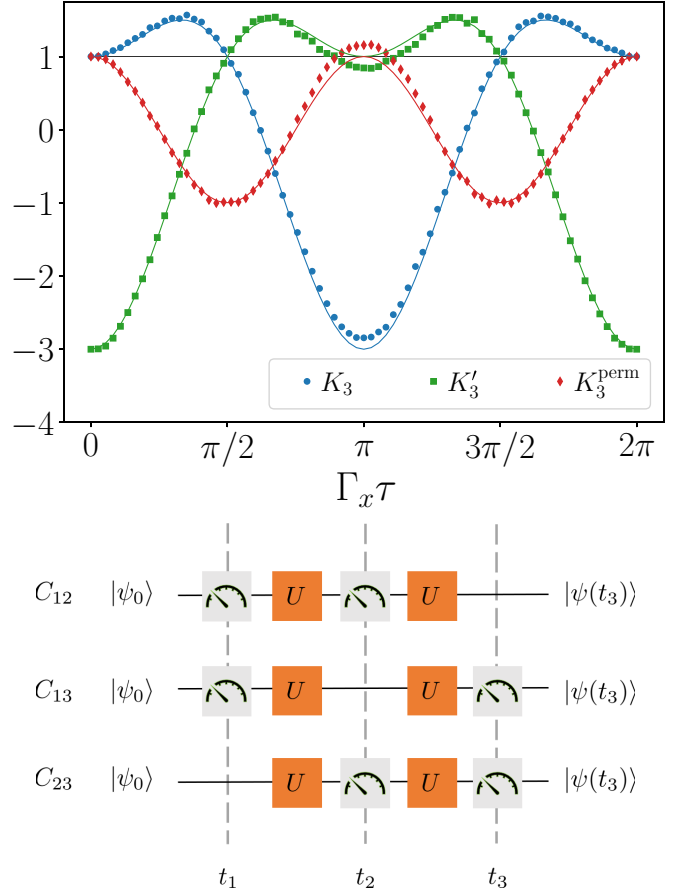 1
0
−1
−2
−3
−4
K₃ K₃′ K₃ᵖᵉʳᵐ
0 π/2 π 3π/2 2π
Γₓτ
C₁₂ |ψ₀⟩ U U |ψ(t₃)⟩
C₁₃ |ψ₀⟩ U U |ψ(t₃)⟩
C₂₃ |ψ₀⟩ U U |ψ(t₃)⟩
t₁ t₂ t₃